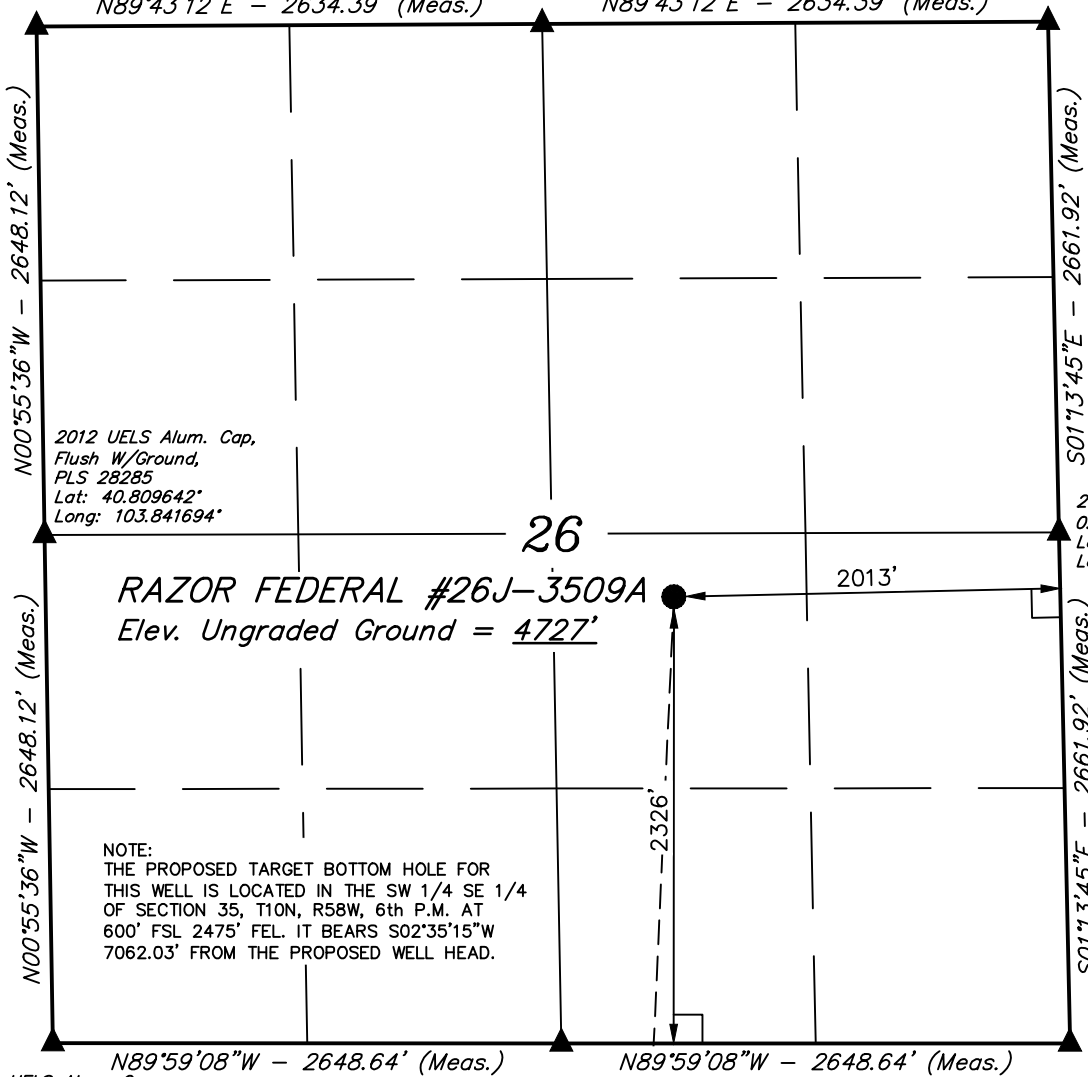 N89°43'12"E - 2634.39' (Meas.)
N89°43'12"E - 2634.39' (Meas.)
N00°55'36"W - 2648.12' (Meas.)
S01°13'45"E - 2661.92' (Meas.)
2012 UELS Alum. Cap,
Flush W/Ground,
PLS 28285
Lat: 40.809642°
Long: 103.841694°
26
RAZOR FEDERAL #26J-3509A
Elev. Ungraded Ground = 4727'
2013'
2326'
N00°55'36"W - 2648.12' (Meas.)
S01°13'45"E - 2661.92' (Meas.)
NOTE:
THE PROPOSED TARGET BOTTOM HOLE FOR
THIS WELL IS LOCATED IN THE SW 1/4 SE 1/4
OF SECTION 35, T10N, R58W, 6th P.M. AT
600' FSL 2475' FEL. IT BEARS S02°35'15"W
7062.03' FROM THE PROPOSED WELL HEAD.
N89°59'08"W - 2648.64' (Meas.)
N89°59'08"W - 2648.64' (Meas.)